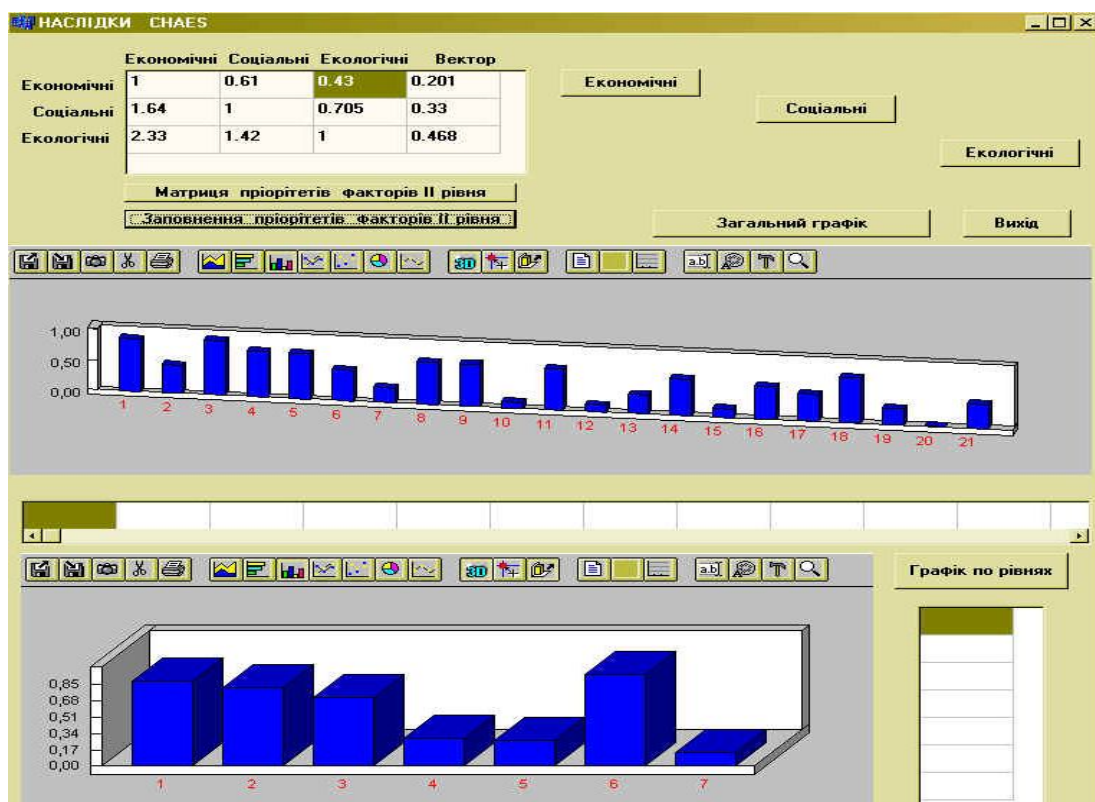 НАСЛІДКИ CHAES
Економічні Соціальні Екологічні Вектор
Економічні 1 0.61 0.43 0.201
Соціальні 1.64 1 0.705 0.33
Екологічні 2.33 1.42 1 0.468
Економічні
Соціальні
Екологічні
Матриця пріорітетів факторів II рівня
Заповнення пріорітетів факторів II рівня
Загальний графік
Вихід
3D
a.b
1,00
0,50
0,00
1 2 3 4 5 6 7 8 9 10 11 12 13 14 15 16 17 18 19 20 21
3D
a.b
Графік по рівнях
0,85
0,68
0,51
0,34
0,17
0,00
1 2 3 4 5 6 7